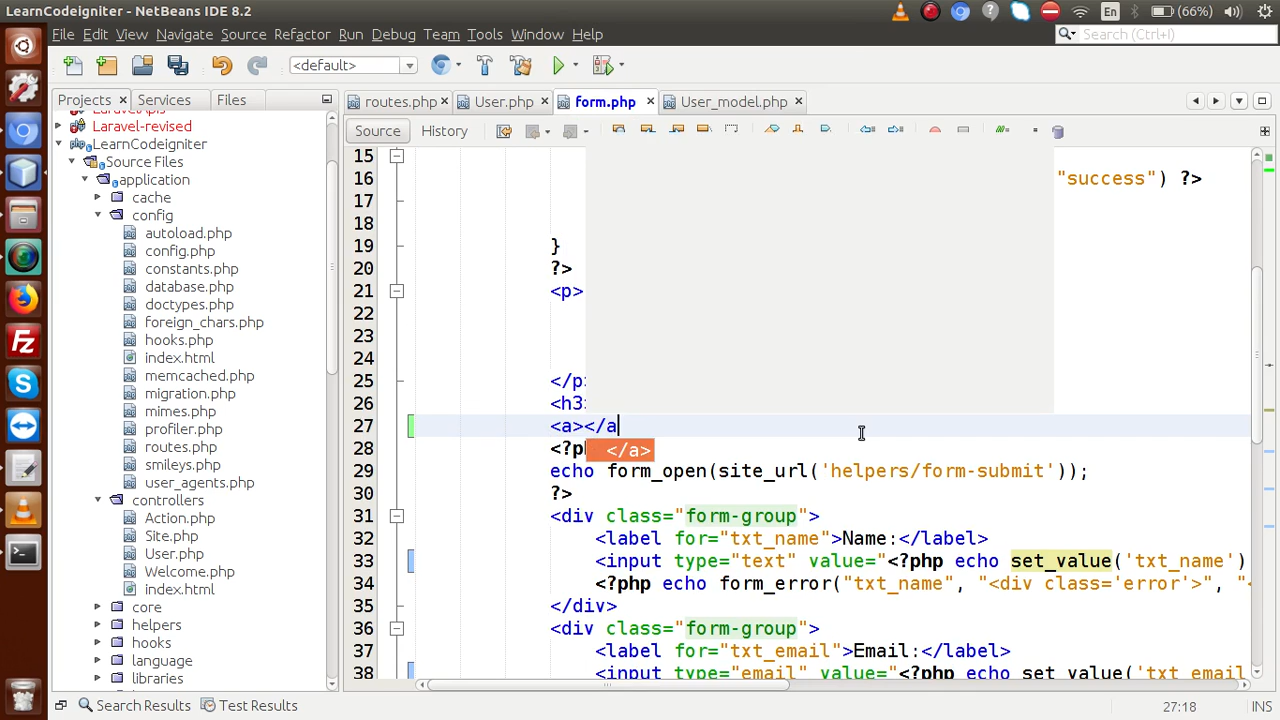 LearnCodeigniter - NetBeans IDE 8.2
En
(66%)
File Edit View Navigate Source Refactor Run Debug Team Tools Window Help
Search (Ctrl+I)
<default>
Projects Services Files
routes.php User.php form.php User_model.php
Source History
Laravel-revised
LearnCodeigniter
Source Files
application
cache
config
autoload.php
config.php
constants.php
database.php
doctypes.php
foreign_chars.php
hooks.php
index.html
memcached.php
migration.php
mimes.php
profiler.php
routes.php
smileys.php
user_agents.php
controllers
Action.php
Site.php
User.php
Welcome.php
index.html
core
helpers
hooks
language
libraries
15
16 "success") ?>
17
18
19 }
20 ?>
21 <p>
22
23
24
25 </p>
26 <h3
27 <a></a
</a>
28 <?p
29 echo form_open(site_url('helpers/form-submit'));
30 ?>
31 <div class="form-group">
32 <label for="txt_name">Name:</label>
33 <input type="text" value="<?php echo set_value('txt_name')
34 <?php echo form_error("txt_name", "<div class='error'>", "<
35 </div>
36 <div class="form-group">
37 <label for="txt_email">Email:</label>
38 <input type="email" value="<?php echo set_value('txt_email
Search Results Test Results
27:18 INS